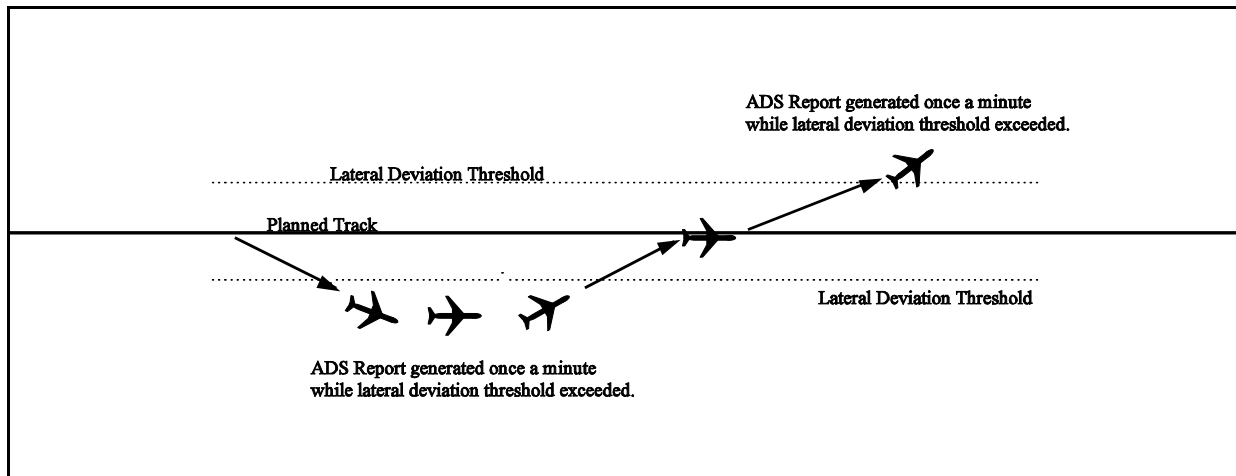 ADS Report generated once a minute
while lateral deviation threshold exceeded.
Lateral Deviation Threshold
Planned Track
Lateral Deviation Threshold
ADS Report generated once a minute
while lateral deviation threshold exceeded.